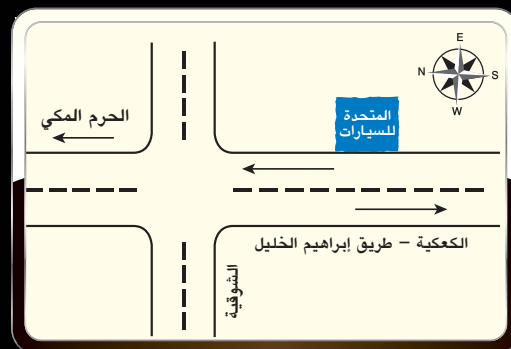 E
N
S
W
الحرم المكي
المتحدة
للسيارات
الكعكية – طريق إبراهيم الخليل
الشوقية